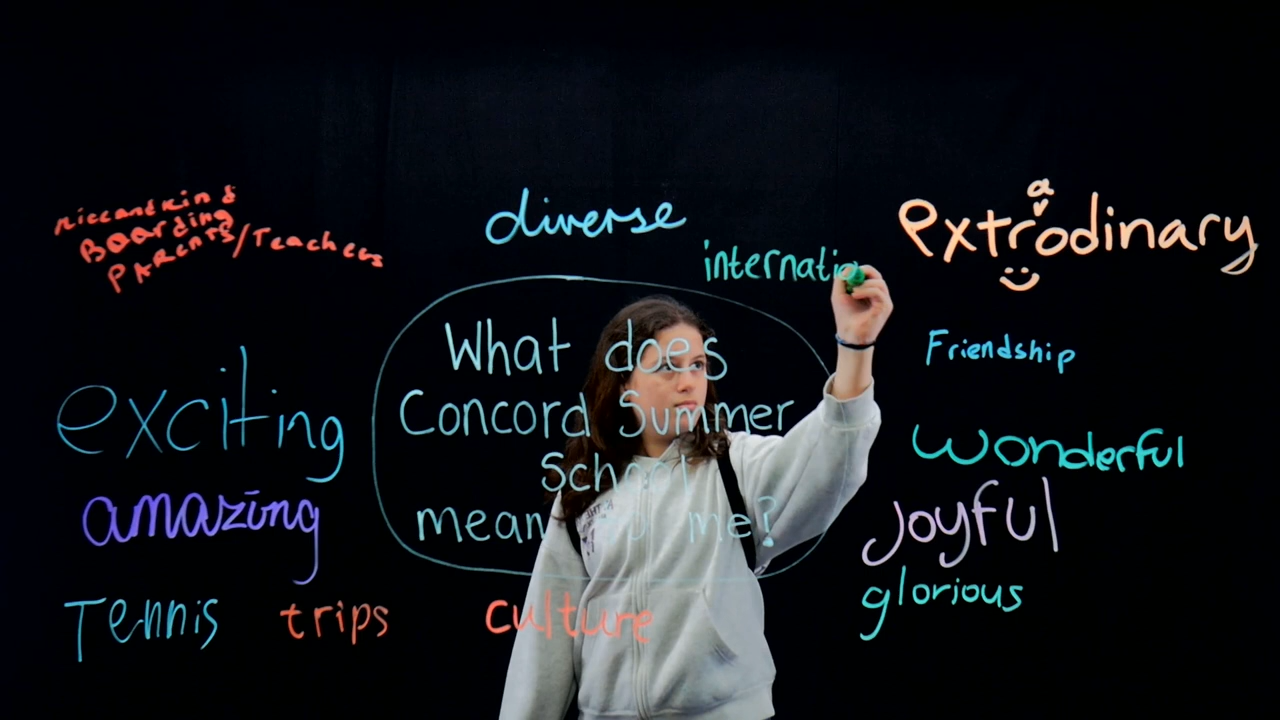 nice and kind
Boarding
PARENTS/Teachers
diverse
internatio
a
extrodinary
What does
Concord Summer
School
mean to me?
Friendship
exciting
wonderful
amazing
Joyful
glorious
Tennis
trips
culture